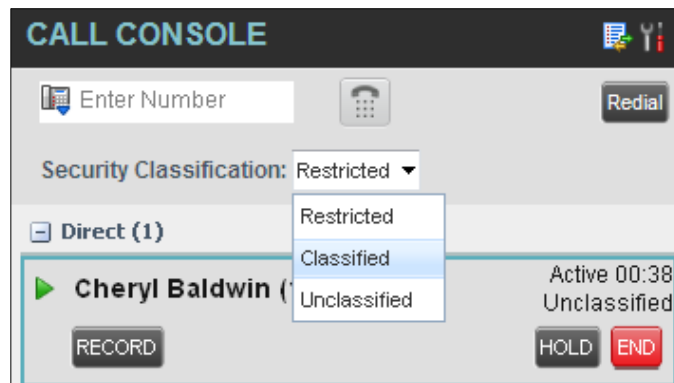 CALL CONSOLE
Enter Number
Redial
Security Classification: Restricted
Restricted
Direct (1)
Classified
Active 00:38
Cheryl Baldwin (
Unclassified
Unclassified
RECORD
HOLD END